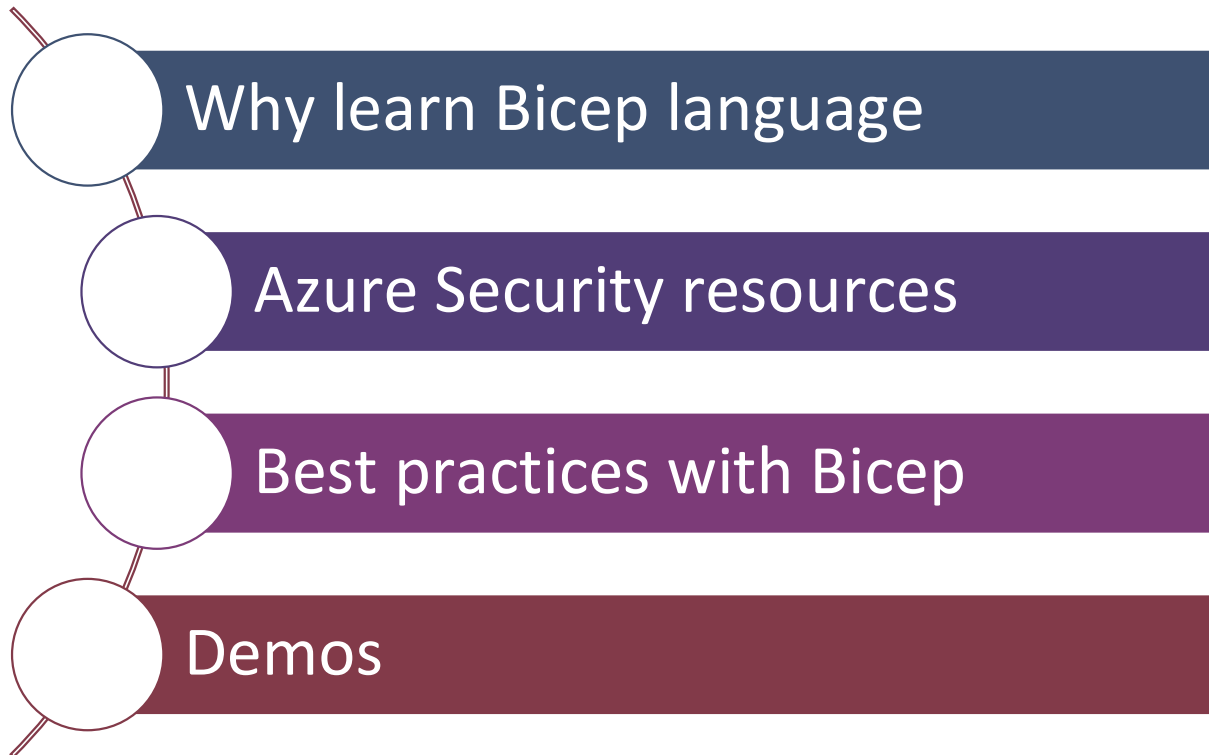 Why learn Bicep language
Azure Security resources
Best practices with Bicep
Demos